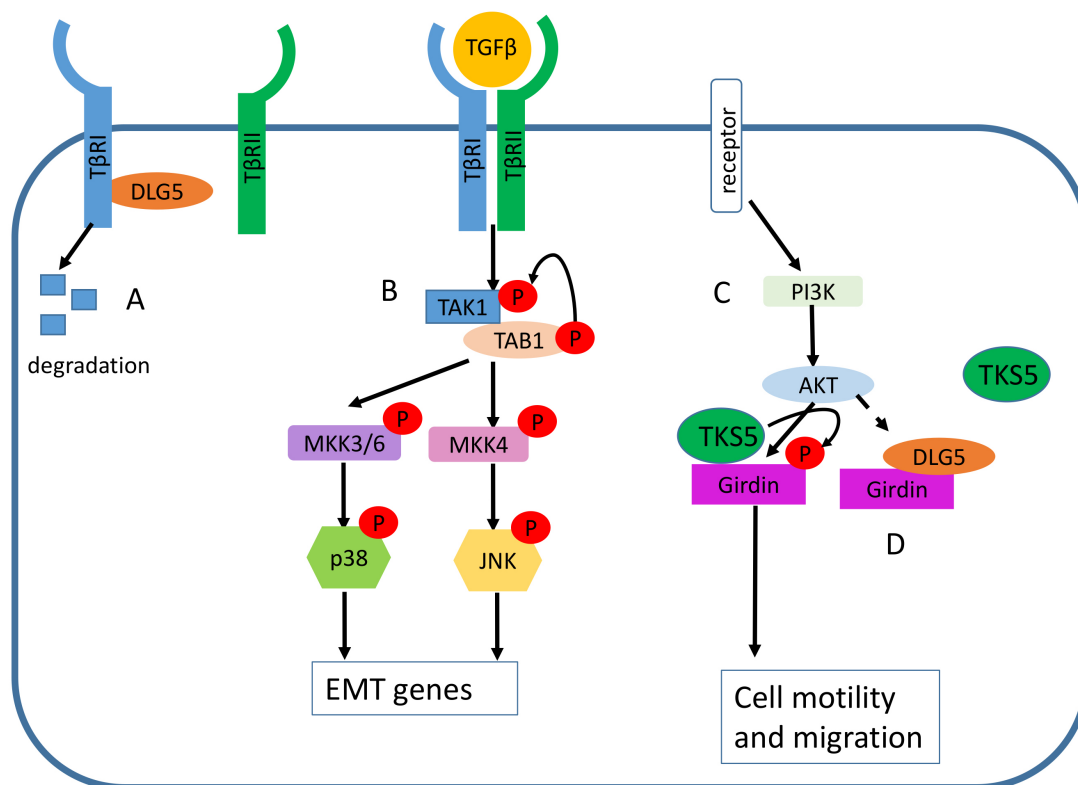 TGFβ
TβRI
TβRII
TβRI
TβRII
receptor
DLG5
A
degradation
B
TAK1
P
TAB1
P
MKK3/6
P
MKK4
P
p38
P
JNK
P
EMT genes
C
PI3K
AKT
TKS5
TKS5
P
Girdin
DLG5
Girdin
D
Cell motility
and migration